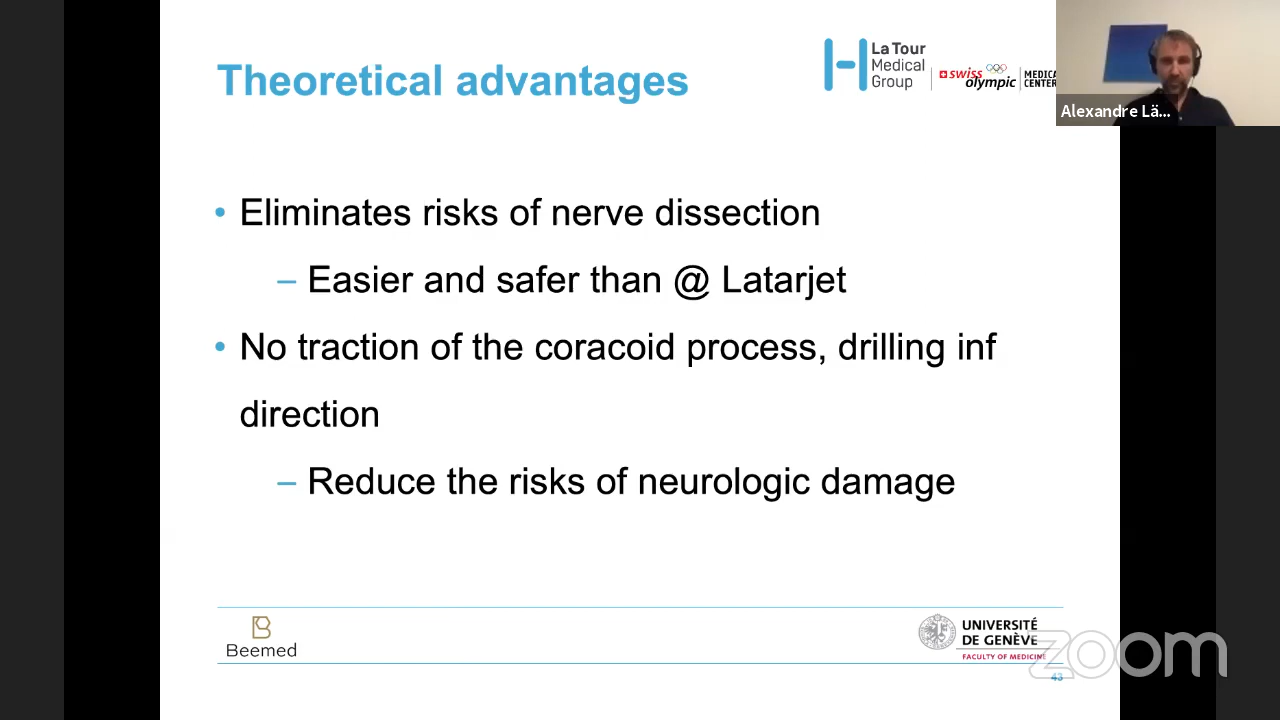 Theoretical advantages
La Tour
Medical
Group
swiss
olympic
MEDICA
CENTER
Alexandre Lä...
• Eliminates risks of nerve dissection
– Easier and safer than @ Latarjet
• No traction of the coracoid process, drilling inf
direction
– Reduce the risks of neurologic damage
Beemed
UNIVERSITÉ
DE GENÈVE
FACULTY OF MEDICINE
zoom
43